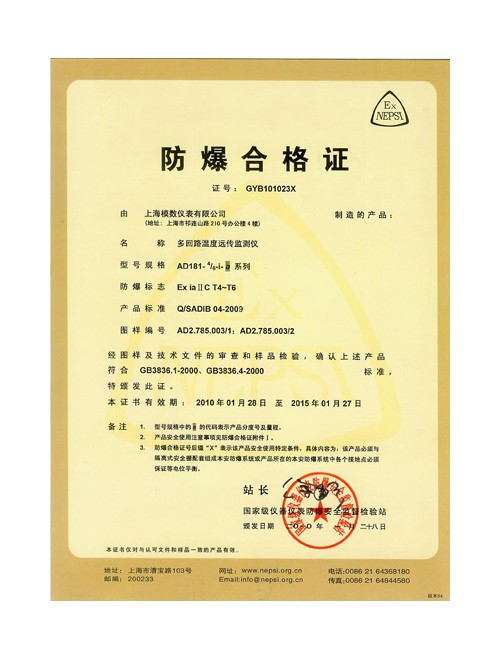 Ex
NEPSI
防爆合格证
证号：GYB101023X
由 上海模数仪表有限公司 制造的产品：
(地址：上海市祁连山路210号办公楼4楼)
名称 多回路温度远传监测仪
型号规格 AD181-4/8-i- 系列
防爆标志 Ex iaⅡC T4~T6
产品标准 Q/SADIB 04-2009
图样编号 AD2.785.003/1；AD2.785.003/2
经图样及技术文件的审查和样品检验，确认上述产品
符合 GB3836.1-2000、GB3836.4-2000 标准，
特颁发此证。
本证书有效期：2010年01月28日 至 2015年01月27日
备注 1. 型号规格中的 的代码表示产品分度号及量程。
2. 产品安全使用注意事项见防爆合格证附件Ⅰ。
3. 防爆合格证号后缀“X”表示该产品安全使用特定条件，具体内容为：该产品必须与
隔离式安全栅配套组成本安防爆系统或产品所在的本安防爆系统中各个接地点必须
保证等电位平衡。
站长
国家级仪器仪表防爆安全监督检验站
颁发日期 二〇一〇年 月二十八日
本证书仅对与认可文件和样品一致的产品有效。
地址：上海市漕宝路103号 网址：www.nepsi.org.cn 电话:0086 21 64368180
邮编：200233 Email:info@nepsi.org.cn 传真:0086 21 64844580
版本04